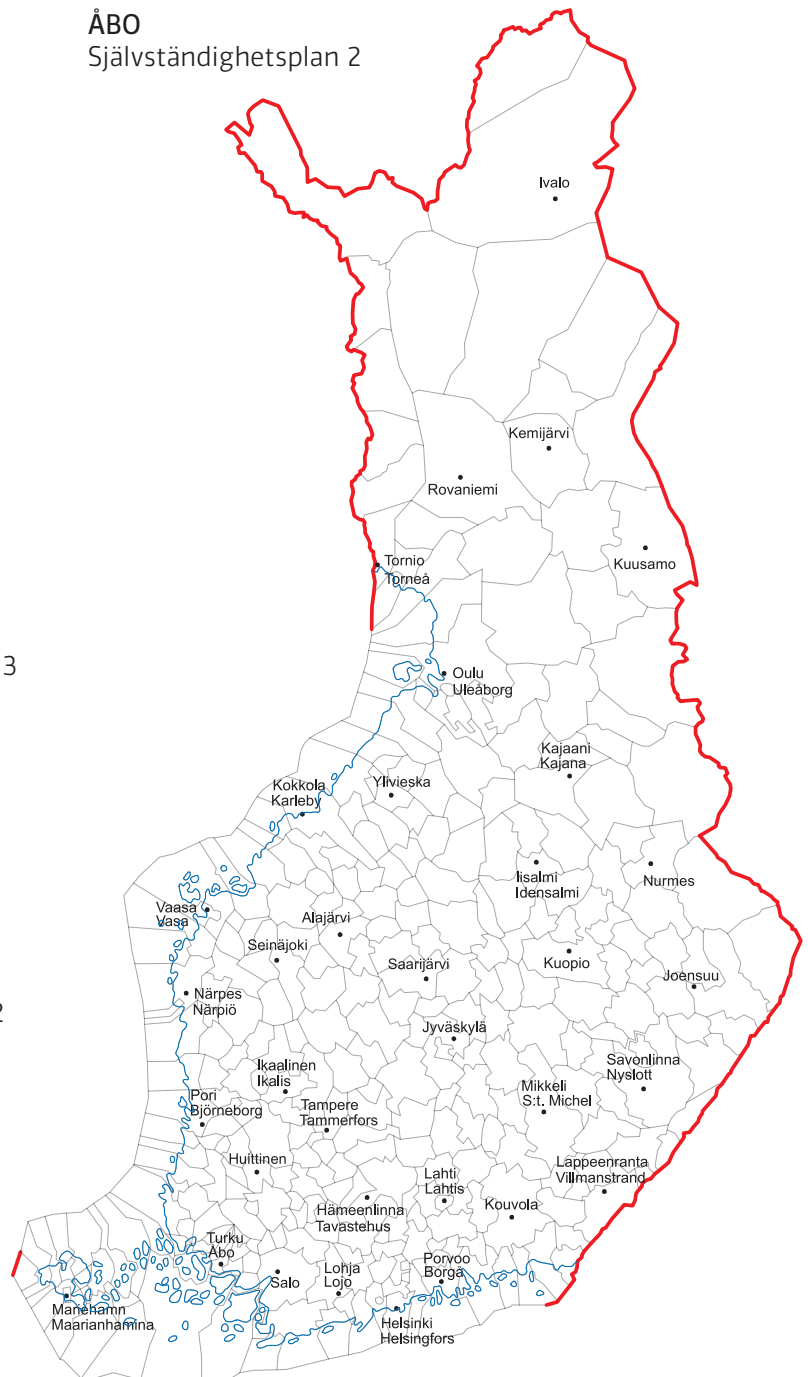 ÅBO
Självständighetsplan 2
Ivalo
Kemijärvi
Rovaniemi
Kuusamo
Tornio
Torneå
3
Oulu
Uleåborg
Kajaani
Kajana
Ylivieska
Kokkola
Karleby
Iisalmi
Idensalmi
Nurmes
Vaasa
Vasa
Alajärvi
Seinäjoki
Saarijärvi
Kuopio
Joensuu
Närpes
Närpiö
2
Jyväskylä
Savonlinna
Nyslott
Ikaalinen
Ikalis
Mikkeli
S:t. Michel
Pori
Björneborg
Tampere
Tammerfors
Huittinen
Lappeenranta
Villmanstrand
Lahti
Lahtis
Hämeenlinna
Tavastehus
Kouvola
Turku
Åbo
Salo
Lohja
Lojo
Porvoo
Borgå
Mariehamn
Maarianhamina
Helsinki
Helsingfors